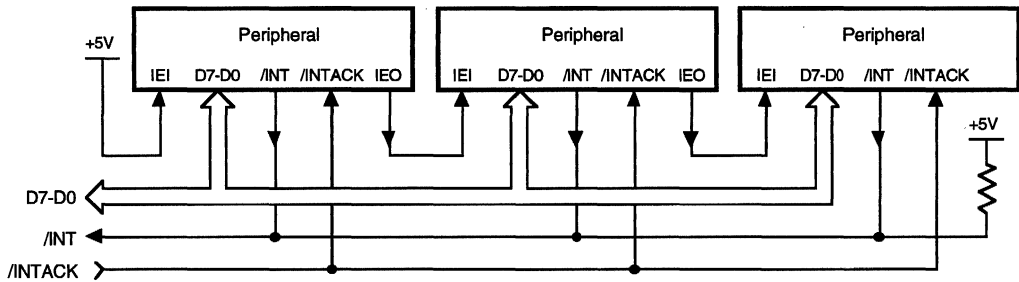 Peripheral
Peripheral
Peripheral
+5V
IEI D7-D0 /INT /INTACK IEO
IEI D7-D0 /INT /INTACK IEO
IEI D7-D0 /INT /INTACK
+5V
D7-D0
/INT
/INTACK